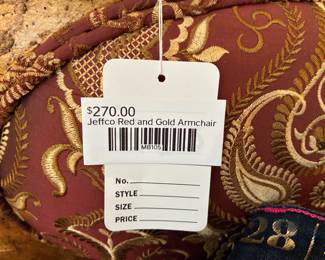 $270.00
Jeffco Red and Gold Armchair
MB105
No.
STYLE
SIZE
PRICE
28